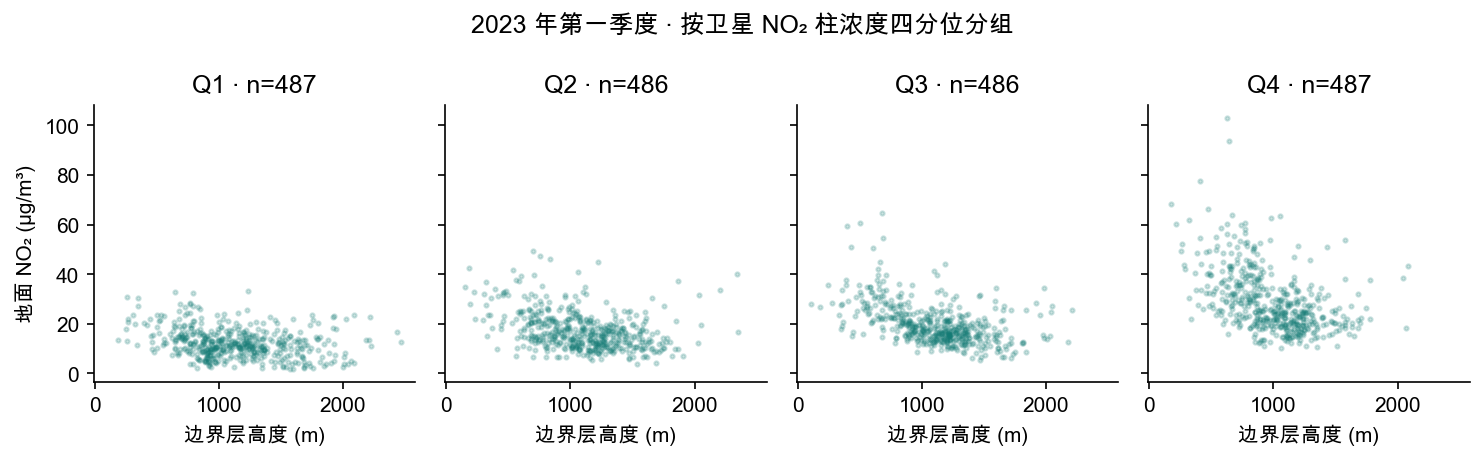 2023 年第一季度 · 按卫星 NO₂ 柱浓度四分位分组
Q1 · n=487
Q2 · n=486
Q3 · n=486
Q4 · n=487
地面 NO₂ (µg/m³)
100
80
60
40
20
0
0 1000 2000
0 1000 2000
0 1000 2000
0 1000 2000
边界层高度 (m)
边界层高度 (m)
边界层高度 (m)
边界层高度 (m)